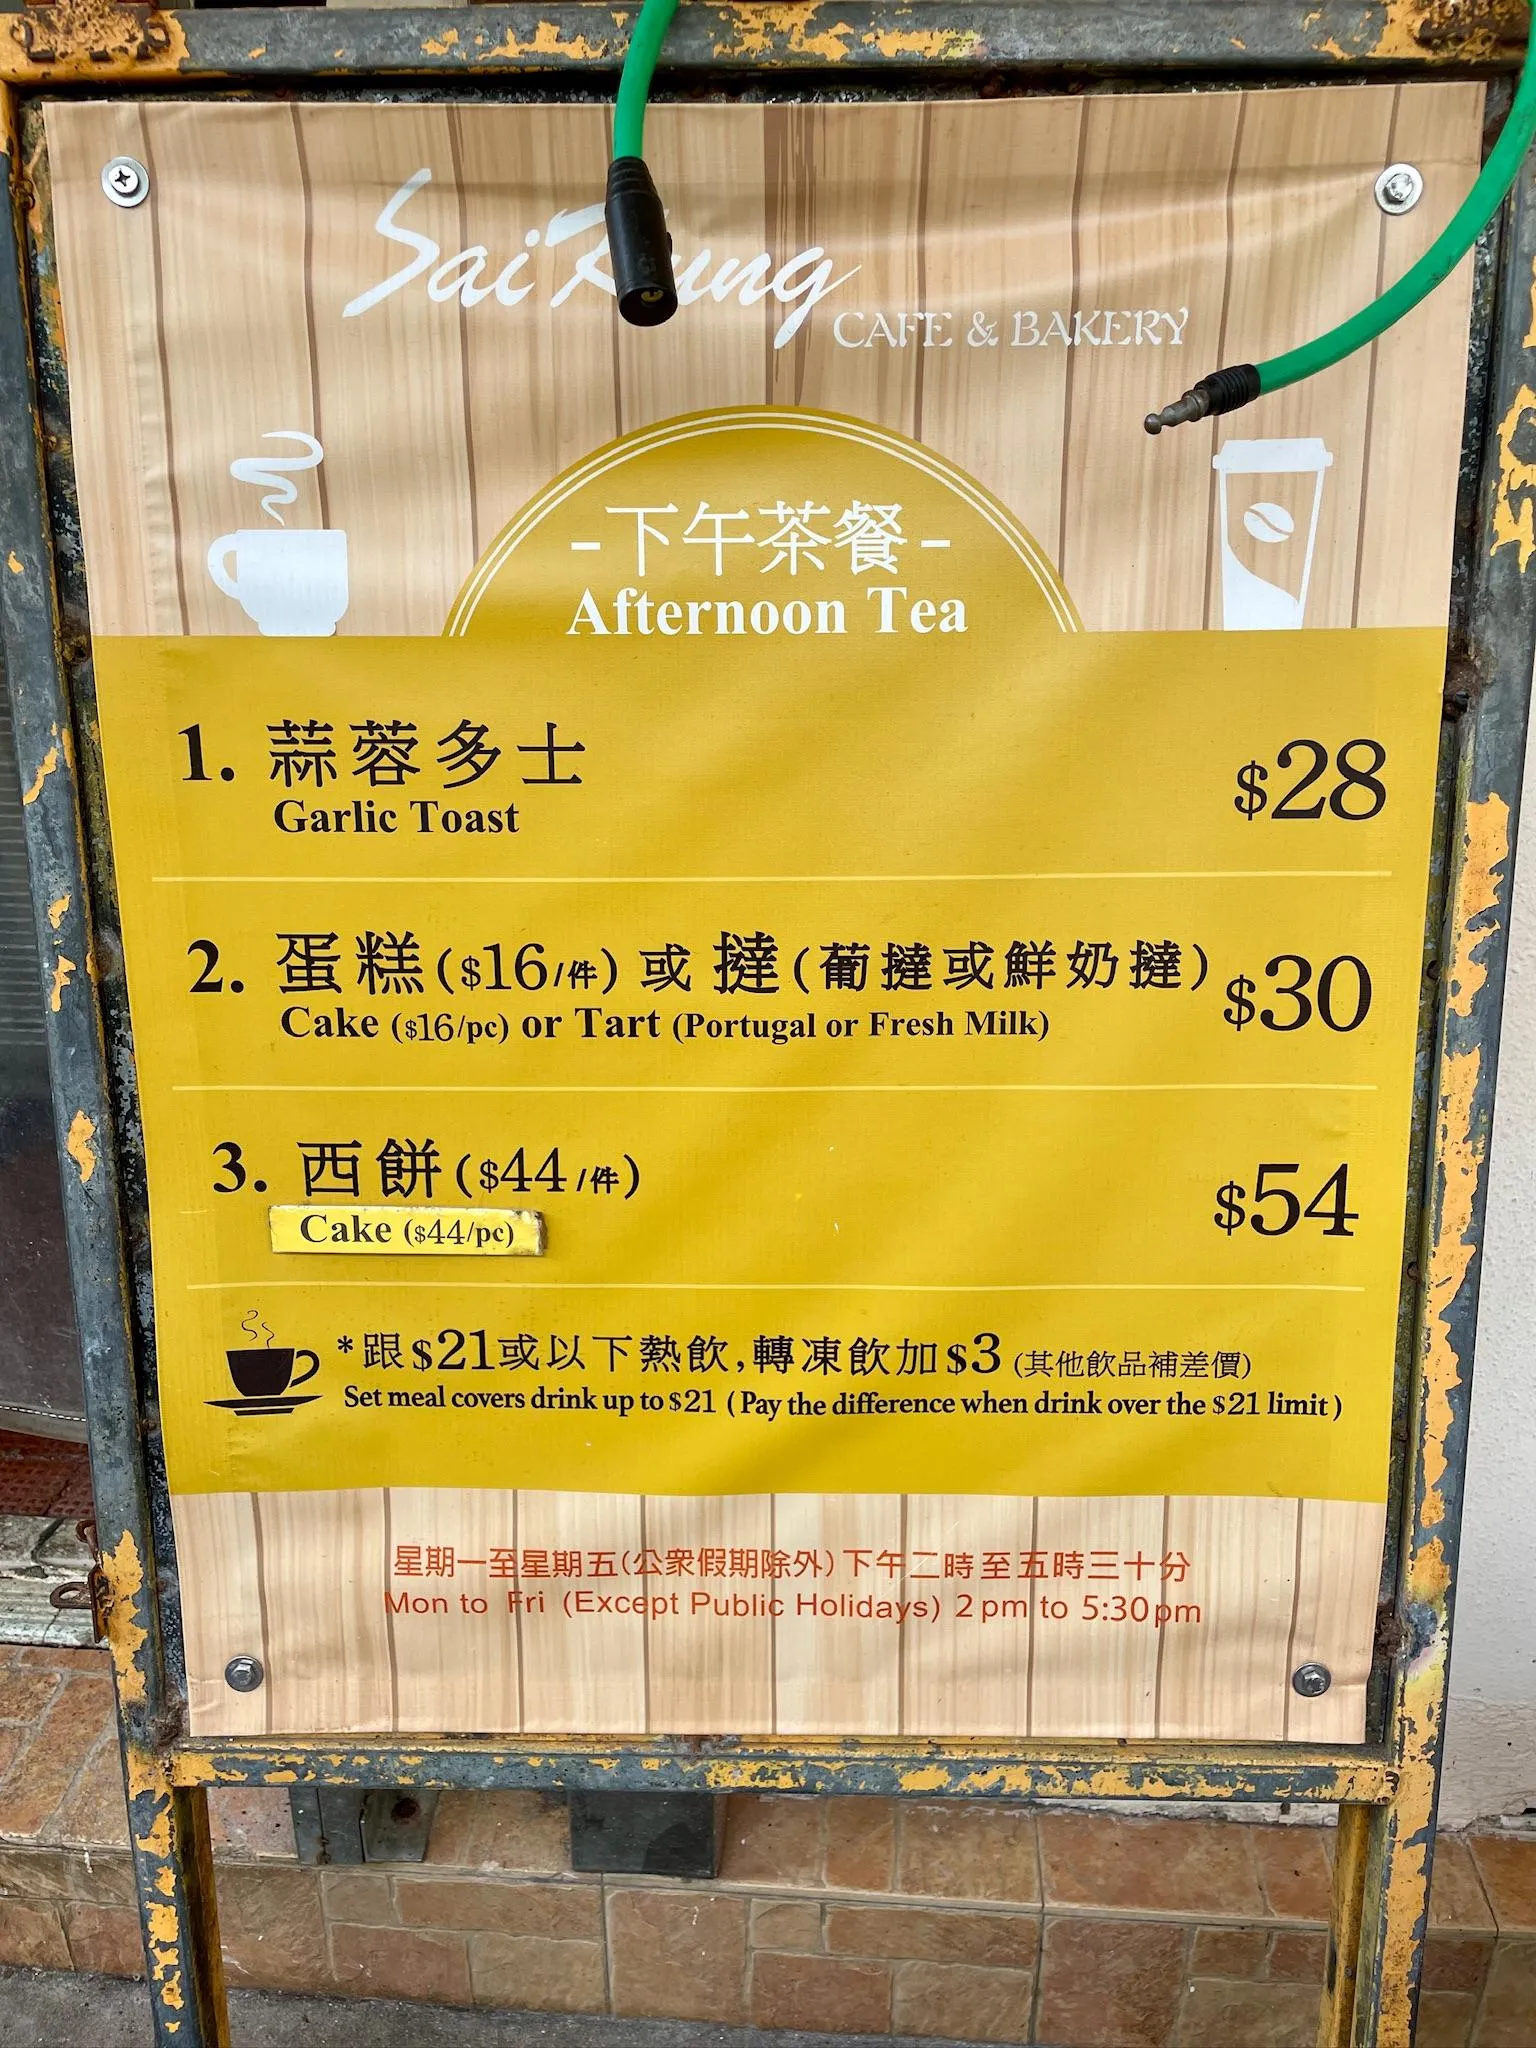 Sai Kung
CAFE & BAKERY
-下午茶餐-
Afternoon Tea
1. 蒜蓉多士 $28
Garlic Toast
2. 蛋糕($16/件) 或 撻(葡撻或鮮奶撻) $30
Cake ($16/pc) or Tart (Portugal or Fresh Milk)
3. 西餅($44/件) $54
Cake ($44/pc)
*跟$21或以下熱飲,轉凍飲加$3 (其他飲品補差價)
Set meal covers drink up to $21 ( Pay the difference when drink over the $21 limit )
星期一至星期五(公眾假期除外) 下午二時至五時三十分
Mon to Fri (Except Public Holidays) 2pm to 5:30pm